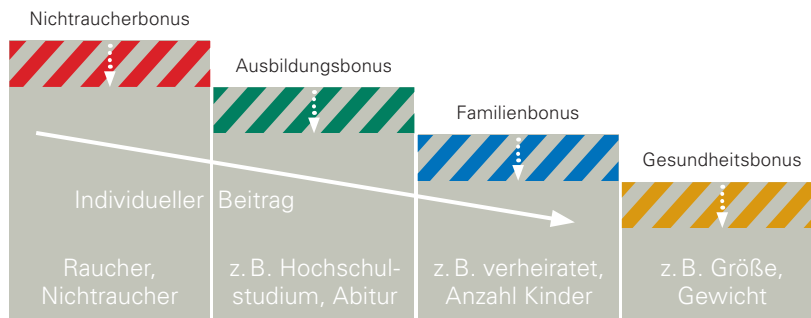 Nichtraucherbonus
Ausbildungsbonus
Familienbonus
Gesundheitsbonus
Individueller Beitrag
Raucher,
Nichtraucher
z. B. Hochschul-
studium, Abitur
z. B. verheiratet,
Anzahl Kinder
z. B. Größe,
Gewicht